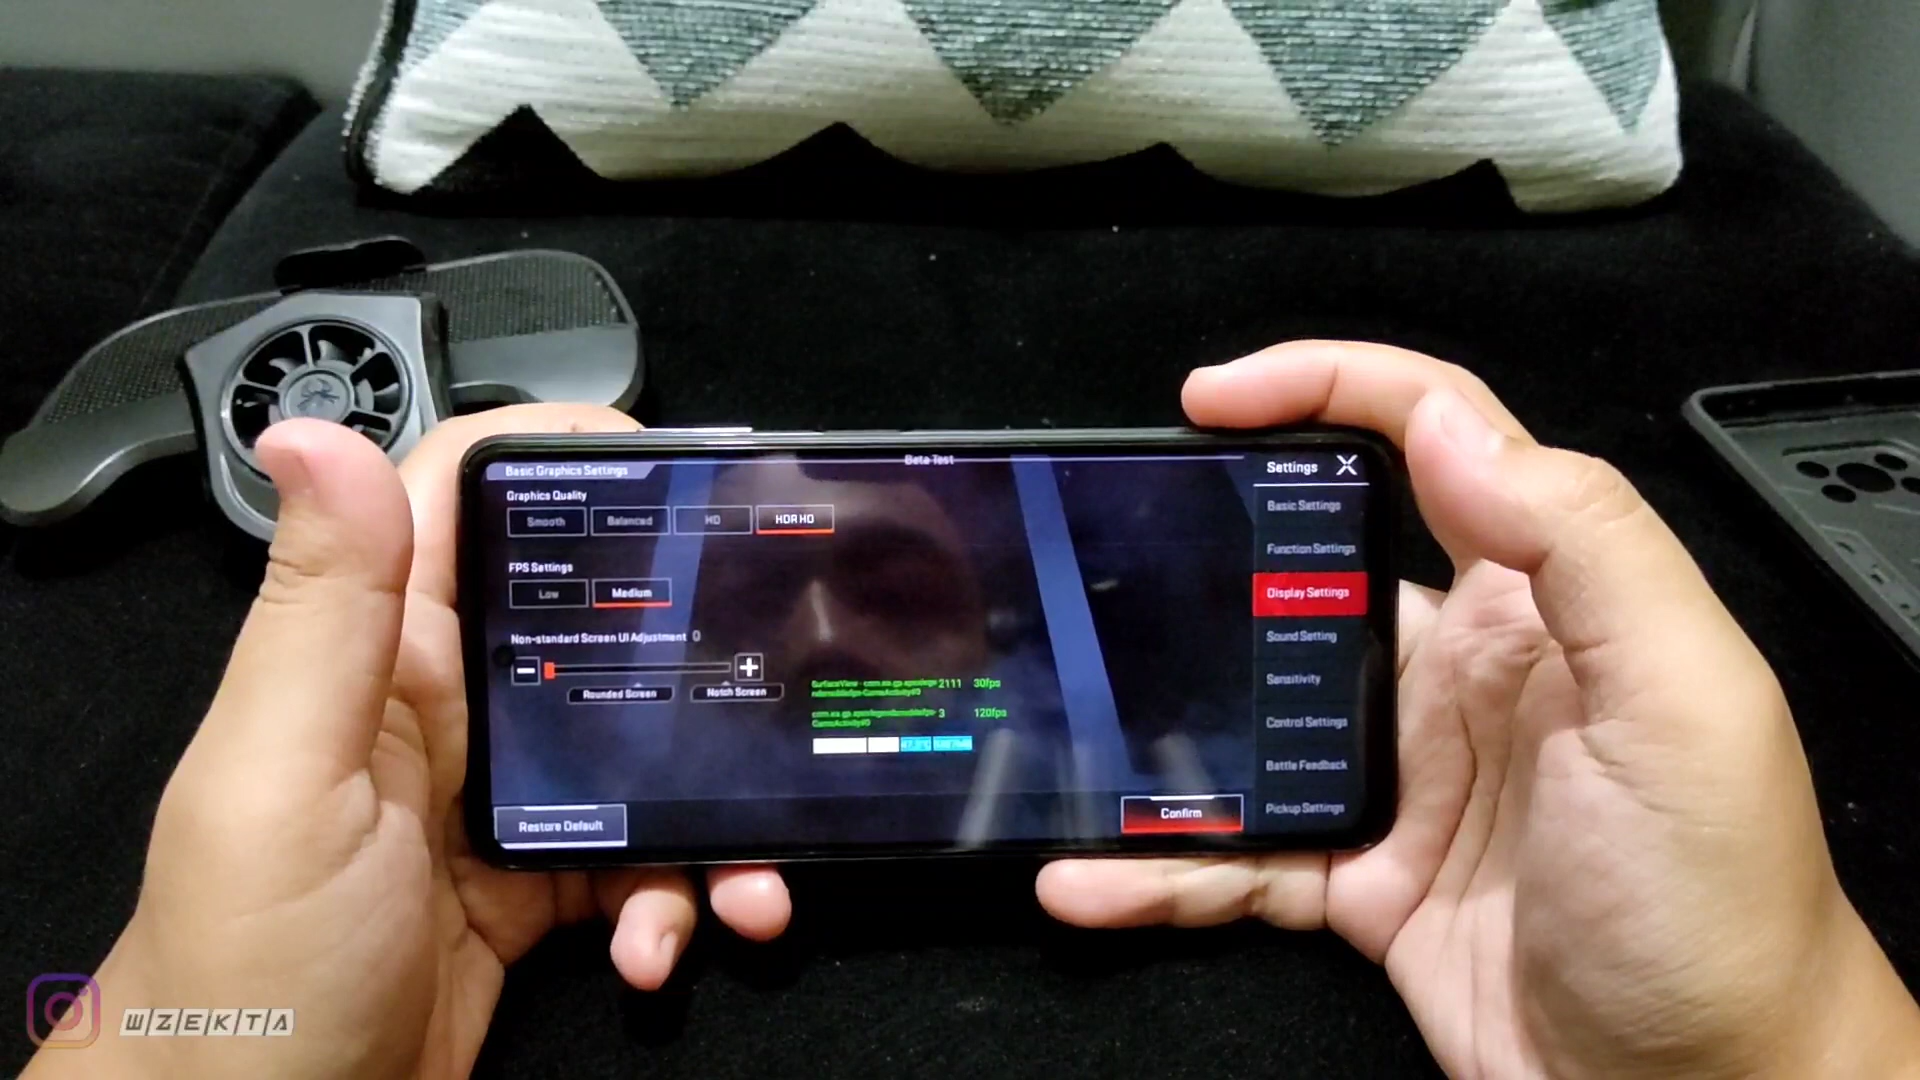 Beta Test
Basic Graphics Settings
Graphics Quality
Smooth Balanced HD HDR HD
FPS Settings
Low Medium
Non-standard Screen UI Adjustment 0
Rounded Screen Notch Screen
SurfaceView - 2111 30fps
3 120fps
Restore Default
Confirm
Settings
Basic Settings
Function Settings
Display Settings
Sound Setting
Sensitivity
Control Settings
Battle Feedback
Pickup Settings
WZEKTA